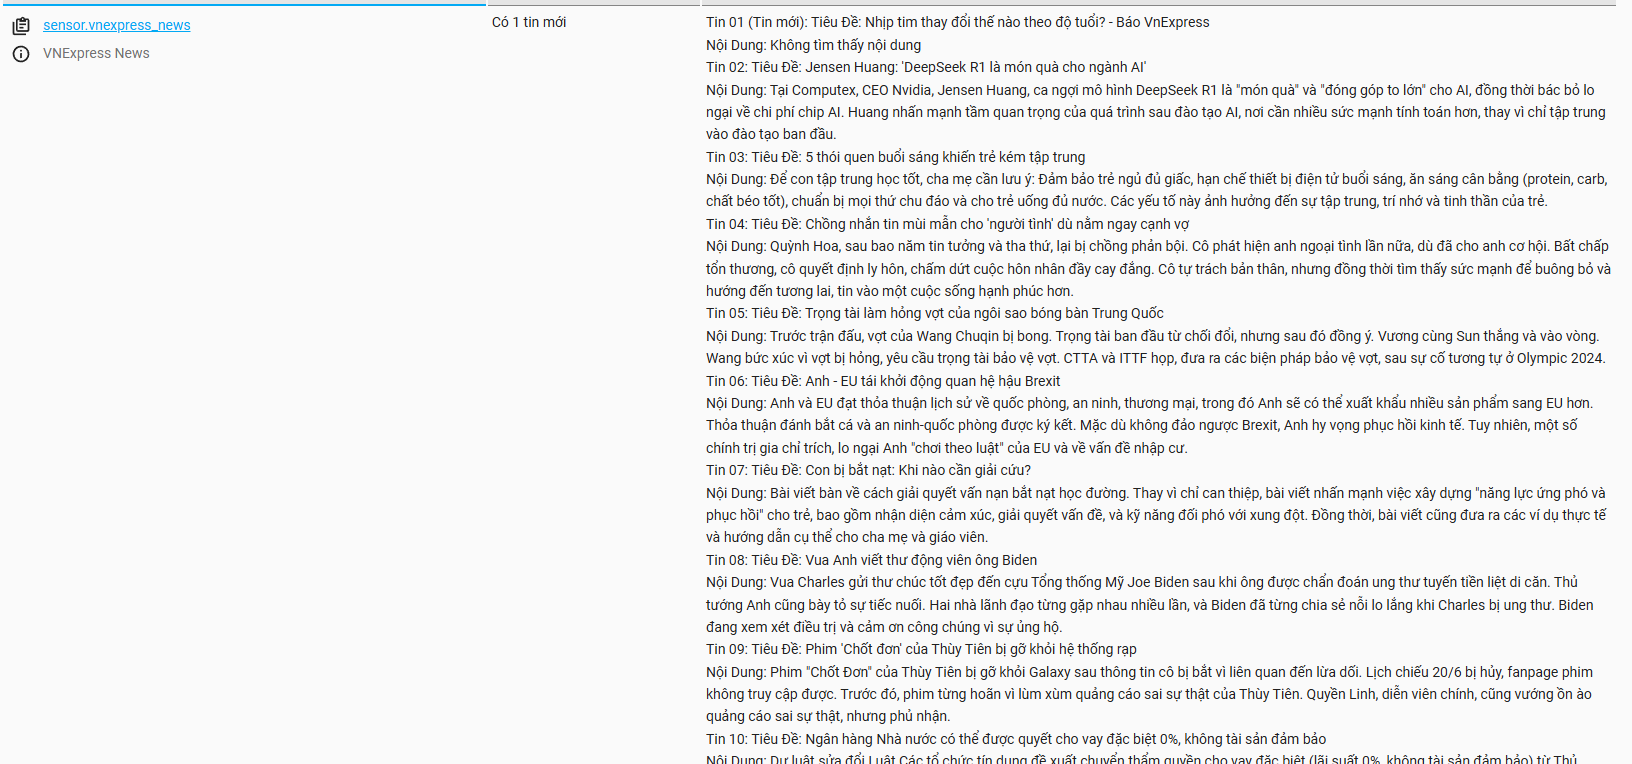 sensor.vnexpress_news
VNExpress News
Có 1 tin mới
Tin 01 (Tin mới): Tiêu Đề: Nhịp tim thay đổi thế nào theo độ tuổi? - Báo VnExpress
Nội Dung: Không tìm thấy nội dung
Tin 02: Tiêu Đề: Jensen Huang: 'DeepSeek R1 là món quà cho ngành AI'
Nội Dung: Tại Computex, CEO Nvidia, Jensen Huang, ca ngợi mô hình DeepSeek R1 là "món quà" và "đóng góp to lớn" cho AI, đồng thời bác bỏ lo
ngại về chi phí chip AI. Huang nhấn mạnh tầm quan trọng của quá trình sau đào tạo AI, nơi cần nhiều sức mạnh tính toán hơn, thay vì chỉ tập trung
vào đào tạo ban đầu.
Tin 03: Tiêu Đề: 5 thói quen buổi sáng khiến trẻ kém tập trung
Nội Dung: Để con tập trung học tốt, cha mẹ cần lưu ý: Đảm bảo trẻ ngủ đủ giấc, hạn chế thiết bị điện tử buổi sáng, ăn sáng cân bằng (protein, carb,
chất béo tốt), chuẩn bị mọi thứ chu đáo và cho trẻ uống đủ nước. Các yếu tố này ảnh hưởng đến sự tập trung, trí nhớ và tinh thần của trẻ.
Tin 04: Tiêu Đề: Chồng nhắn tin mùi mẫn cho 'người tình' dù nằm ngay cạnh vợ
Nội Dung: Quỳnh Hoa, sau bao năm tin tưởng và tha thứ, lại bị chồng phản bội. Cô phát hiện anh ngoại tình lần nữa, dù đã cho anh cơ hội. Bất chấp
tổn thương, cô quyết định ly hôn, chấm dứt cuộc hôn nhân đầy cay đắng. Cô tự trách bản thân, nhưng đồng thời tìm thấy sức mạnh để buông bỏ và
hướng đến tương lai, tin vào một cuộc sống hạnh phúc hơn.
Tin 05: Tiêu Đề: Trọng tài làm hỏng vợt của ngôi sao bóng bàn Trung Quốc
Nội Dung: Trước trận đấu, vợt của Wang Chuqin bị bong. Trọng tài ban đầu từ chối đổi, nhưng sau đó đồng ý. Vương cùng Sun thắng và vào vòng.
Wang bức xúc vì vợt bị hỏng, yêu cầu trọng tài bảo vệ vợt. CTTA và ITTF họp, đưa ra các biện pháp bảo vệ vợt, sau sự cố tương tự ở Olympic 2024.
Tin 06: Tiêu Đề: Anh - EU tái khởi động quan hệ hậu Brexit
Nội Dung: Anh và EU đạt thỏa thuận lịch sử về quốc phòng, an ninh, thương mại, trong đó Anh sẽ có thể xuất khẩu nhiều sản phẩm sang EU hơn.
Thỏa thuận đánh bắt cá và an ninh-quốc phòng được ký kết. Mặc dù không đảo ngược Brexit, Anh hy vọng phục hồi kinh tế. Tuy nhiên, một số
chính trị gia chỉ trích, lo ngại Anh "chơi theo luật" của EU và về vấn đề nhập cư.
Tin 07: Tiêu Đề: Con bị bắt nạt: Khi nào cần giải cứu?
Nội Dung: Bài viết bàn về cách giải quyết vấn nạn bắt nạt học đường. Thay vì chỉ can thiệp, bài viết nhấn mạnh việc xây dựng "năng lực ứng phó và
phục hồi" cho trẻ, bao gồm nhận diện cảm xúc, giải quyết vấn đề, và kỹ năng đối phó với xung đột. Đồng thời, bài viết cũng đưa ra các ví dụ thực tế
và hướng dẫn cụ thể cho cha mẹ và giáo viên.
Tin 08: Tiêu Đề: Vua Anh viết thư động viên ông Biden
Nội Dung: Vua Charles gửi thư chúc tốt đẹp đến cựu Tổng thống Mỹ Joe Biden sau khi ông được chẩn đoán ung thư tuyến tiền liệt di căn. Thủ
tướng Anh cũng bày tỏ sự tiếc nuối. Hai nhà lãnh đạo từng gặp nhau nhiều lần, và Biden đã từng chia sẻ nỗi lo lắng khi Charles bị ung thư. Biden
đang xem xét điều trị và cảm ơn công chúng vì sự ủng hộ.
Tin 09: Tiêu Đề: Phim 'Chốt đơn' của Thùy Tiên bị gỡ khỏi hệ thống rạp
Nội Dung: Phim "Chốt Đơn" của Thùy Tiên bị gỡ khỏi Galaxy sau thông tin cô bị bắt vì liên quan đến lừa dối. Lịch chiếu 20/6 bị hủy, fanpage phim
không truy cập được. Trước đó, phim từng hoãn vì lùm xùm quảng cáo sai sự thật của Thùy Tiên. Quyền Linh, diễn viên chính, cũng vướng ồn ào
quảng cáo sai sự thật, nhưng phủ nhận.
Tin 10: Tiêu Đề: Ngân hàng Nhà nước có thể được quyết cho vay đặc biệt 0%, không tài sản đảm bảo
Nội Dung: Dự luật sửa đổi Luật Các tổ chức tín dụng đề xuất chuyển thẩm quyền cho vay đặc biệt (lãi suất 0%, không tài sản đảm bảo) từ Thủ